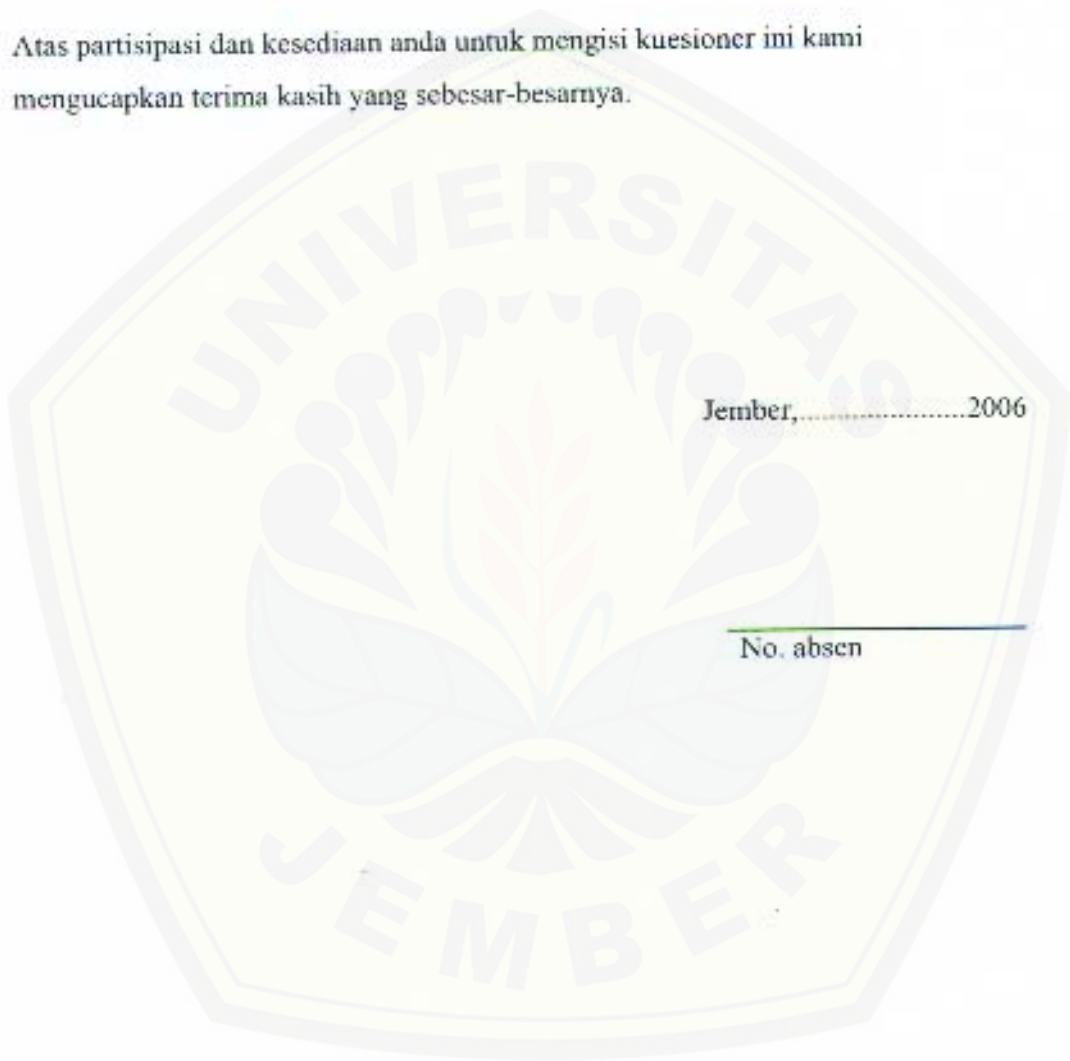 Atas partisipasi dan kesediaan anda untuk mengisi kuesioner ini kami
mengucapkan terima kasih yang sebesar-besarnya.
UNIVERSITAS
Jember,.......................2006
No. absen
JEMBER